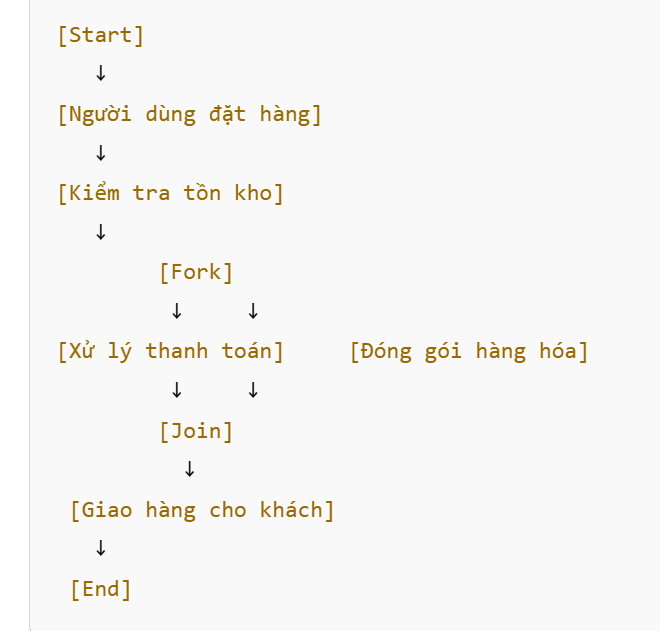 [Start]
↓
[Người dùng đặt hàng]
↓
[Kiểm tra tồn kho]
↓
[Fork]
↓ ↓
[Xử lý thanh toán] [Đóng gói hàng hóa]
↓ ↓
[Join]
↓
[Giao hàng cho khách]
↓
[End]